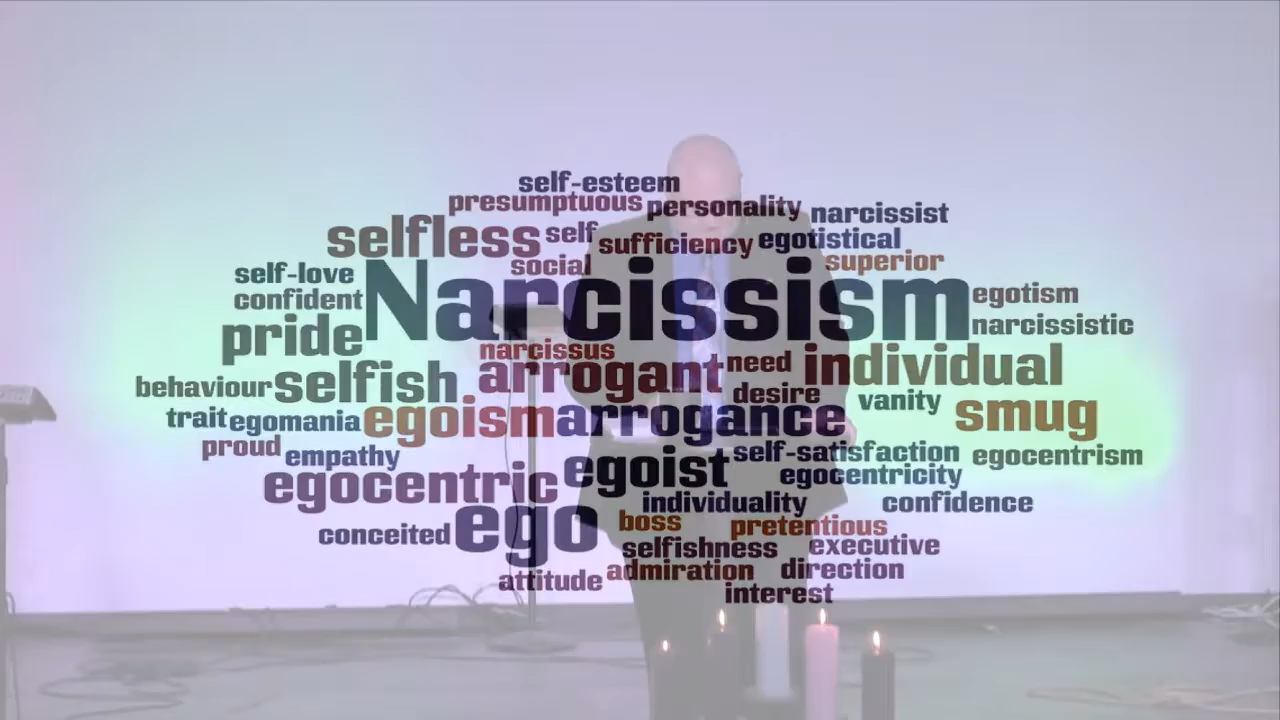 self-esteem
presumptuous personality narcissist
selfless self sufficiency egotistical
self-love social superior
confident Narcissism egotism
pride narcissistic
narcissus
behaviour selfish arrogant need individual
desire
trait egomania egoism arrogance vanity smug
proud empathy self-satisfaction egocentrism
egocentric egoist egocentricity
individuality confidence
conceited ego boss pretentious
selfishness executive
attitude admiration direction
interest